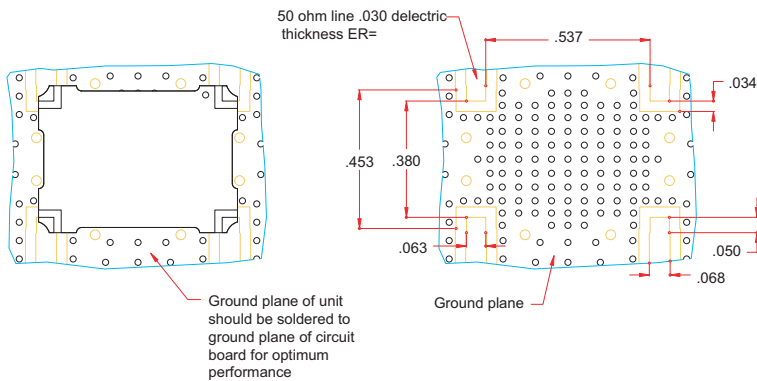 50 ohm line .030 delectric
thickness ER=
.537
.034
.453
.380
.063
.050
.068
Ground plane of unit
should be soldered to
ground plane of circuit
board for optimum
performance
Ground plane